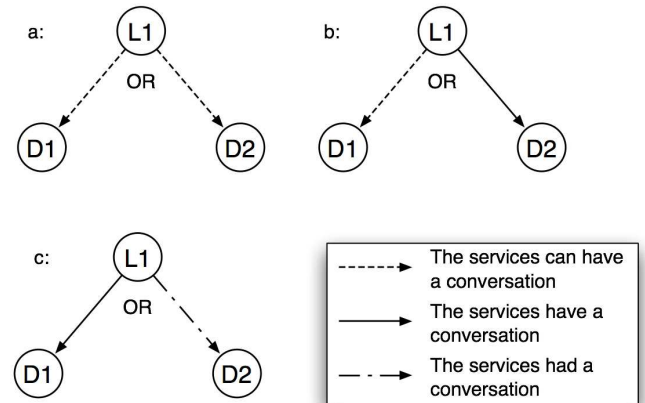 a:
L1
OR
D1
D2
b:
L1
OR
D1
D2
c:
L1
OR
D1
D2
The services can have
a conversation
The services have a
conversation
The services had a
conversation